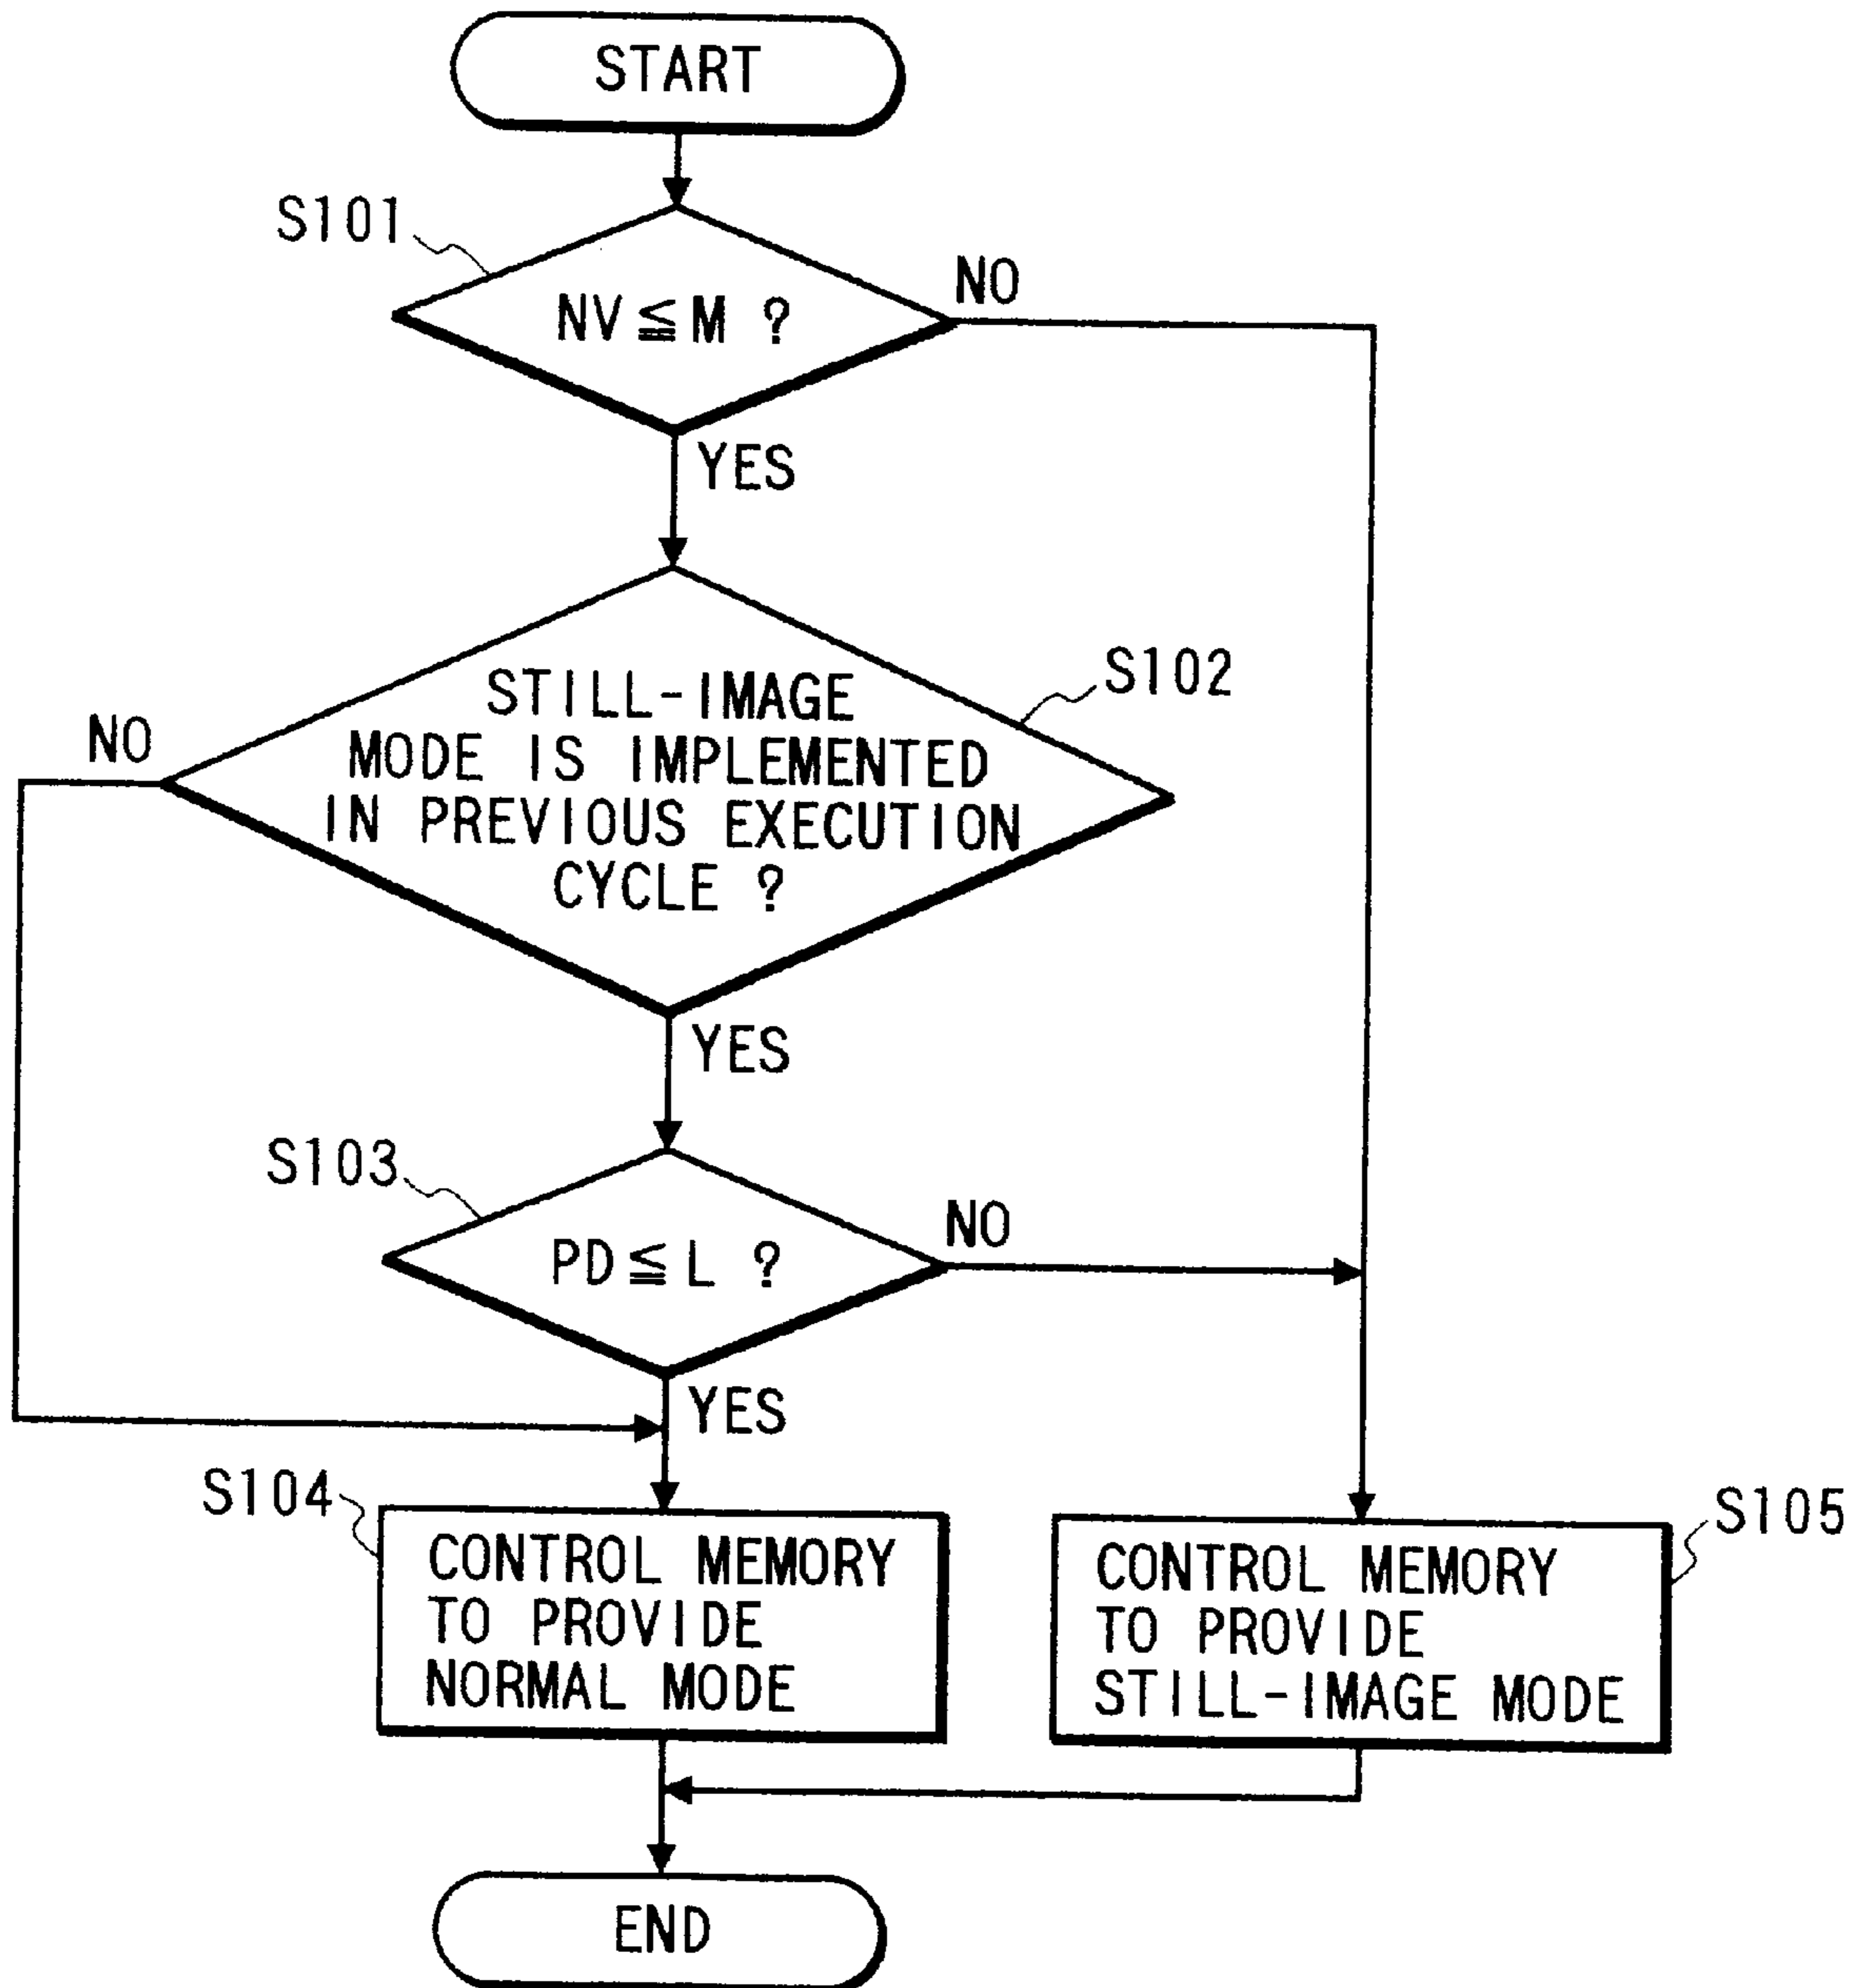 START
S101
NV≦M ?
NO
YES
S102
STILL-IMAGE
MODE IS IMPLEMENTED
IN PREVIOUS EXECUTION
CYCLE ?
NO
YES
S103
PD≦L ?
NO
YES
S104
CONTROL MEMORY
TO PROVIDE
NORMAL MODE
S105
CONTROL MEMORY
TO PROVIDE
STILL-IMAGE MODE
END